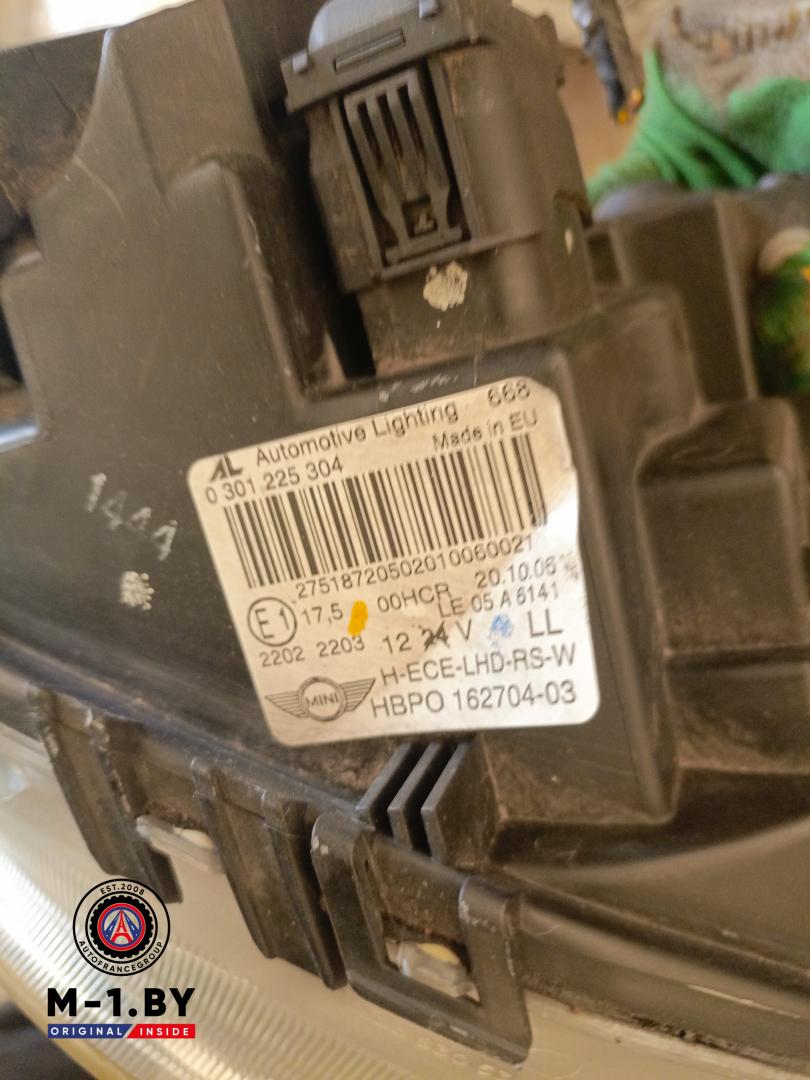 668
AL Automotive Lighting
Made in EU
0 301 225 304
27518720502010060021
E1 17,5 00HCR 20.10.06
LE 05 A 6141
2202 2203 12 24 V LL
H-ECE-LHD-RS-W
MINI HBPO 162704-03
1444
EST.2008
AUTOFRANCEGROUP
M-1.BY
ORIGINAL INSIDE